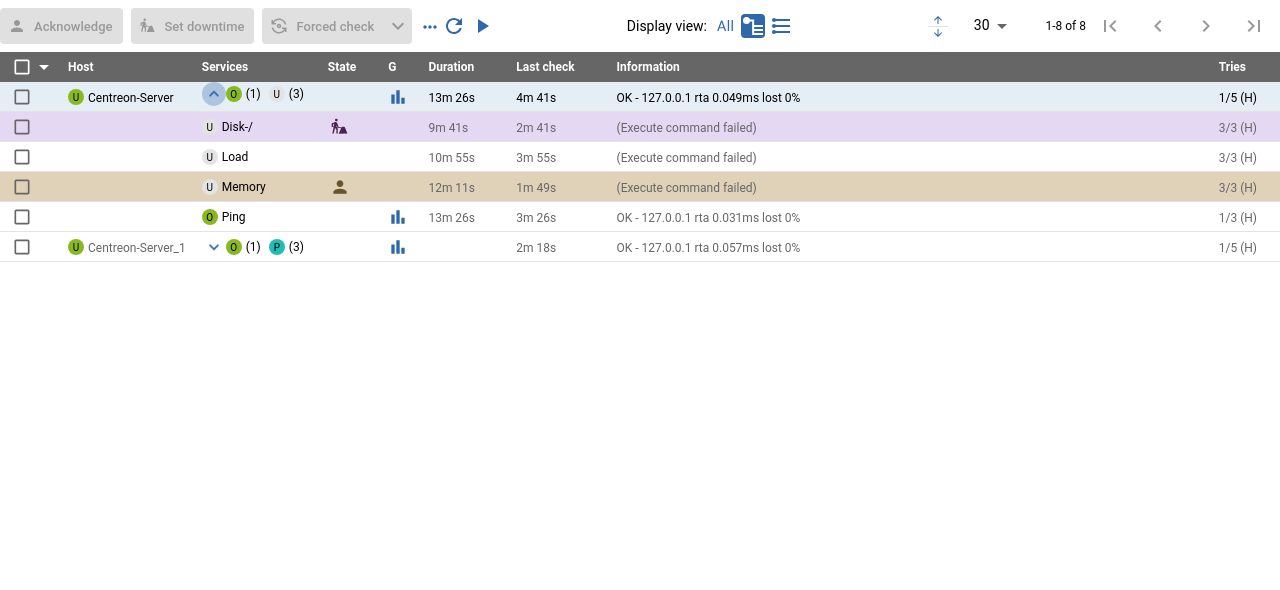 Acknowledge Set downtime Forced check Display view: All 30 1-8 of 8
Host Services State G Duration Last check Information Tries
U Centreon-Server O (1) U (3) 13m 26s 4m 41s OK - 127.0.0.1 rta 0.049ms lost 0% 1/5 (H)
U Disk-/ 9m 41s 2m 41s (Execute command failed) 3/3 (H)
U Load 10m 55s 3m 55s (Execute command failed) 3/3 (H)
U Memory 12m 11s 1m 49s (Execute command failed) 3/3 (H)
O Ping 13m 26s 3m 26s OK - 127.0.0.1 rta 0.031ms lost 0% 1/3 (H)
U Centreon-Server_1 O (1) P (3) 2m 18s OK - 127.0.0.1 rta 0.057ms lost 0% 1/5 (H)